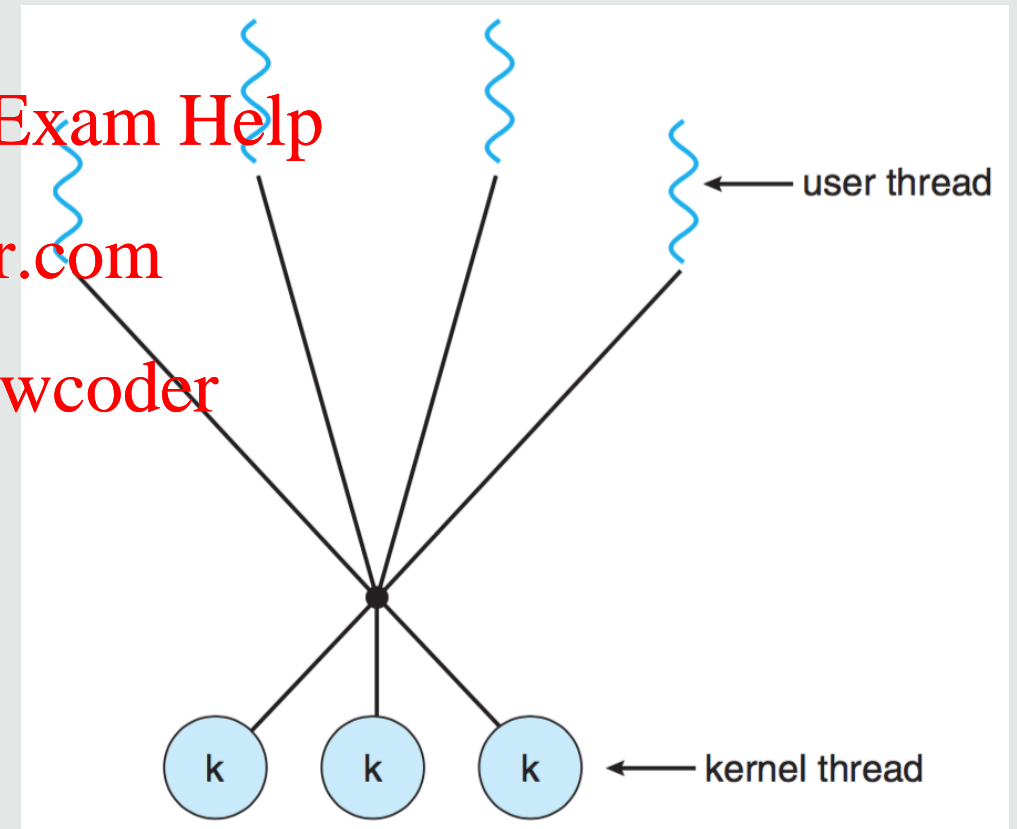 Exam Help
user thread
r.com
wcoder
k k k
kernel thread